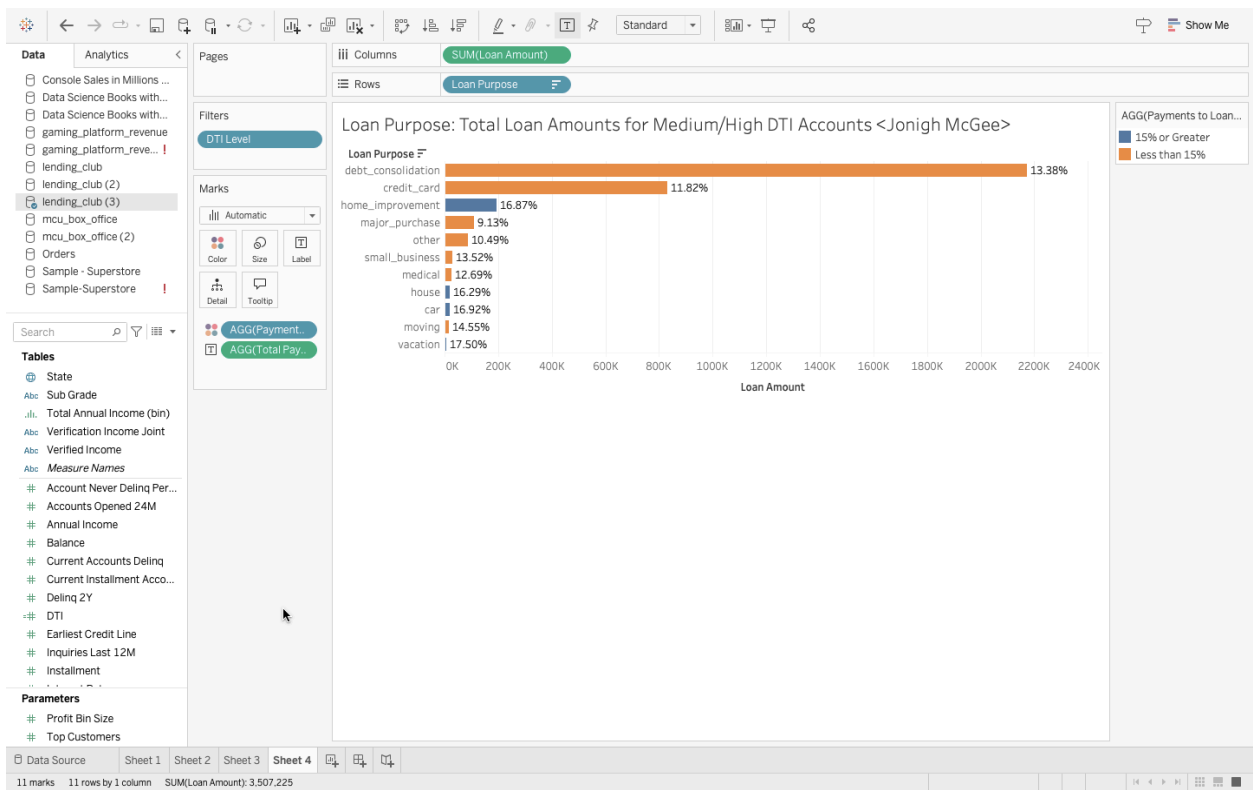 Standard
Show Me
Data
Analytics
Console Sales in Millions ...
Data Science Books with...
Data Science Books with...
gaming_platform_revenue
gaming_platform_reve... !
lending_club
lending_club (2)
lending_club (3)
mcu_box_office
mcu_box_office (2)
Orders
Sample - Superstore
Sample-Superstore !
Search
Tables
State
Abc Sub Grade
Total Annual Income (bin)
Abc Verification Income Joint
Abc Verified Income
Abc Measure Names
# Account Never Delinq Per...
# Accounts Opened 24M
# Annual Income
# Balance
# Current Accounts Delinq
# Current Installment Acco...
# Delinq 2Y
=# DTI
# Earliest Credit Line
# Inquiries Last 12M
# Installment
Parameters
# Profit Bin Size
# Top Customers
Pages
Filters
DTI Level
Marks
Automatic
Color
Size
Label
Detail
Tooltip
AGG(Payment..
AGG(Total Pay..
Columns
SUM(Loan Amount)
Rows
Loan Purpose
Loan Purpose: Total Loan Amounts for Medium/High DTI Accounts <Jonigh McGee>
Loan Purpose
debt_consolidation 13.38%
credit_card 11.82%
home_improvement 16.87%
major_purchase 9.13%
other 10.49%
small_business 13.52%
medical 12.69%
house 16.29%
car 16.92%
moving 14.55%
vacation 17.50%
0K 200K 400K 600K 800K 1000K 1200K 1400K 1600K 1800K 2000K 2200K 2400K
Loan Amount
AGG(Payments to Loan...
15% or Greater
Less than 15%
Data Source
Sheet 1
Sheet 2
Sheet 3
Sheet 4
11 marks 11 rows by 1 column SUM(Loan Amount): 3,507,225